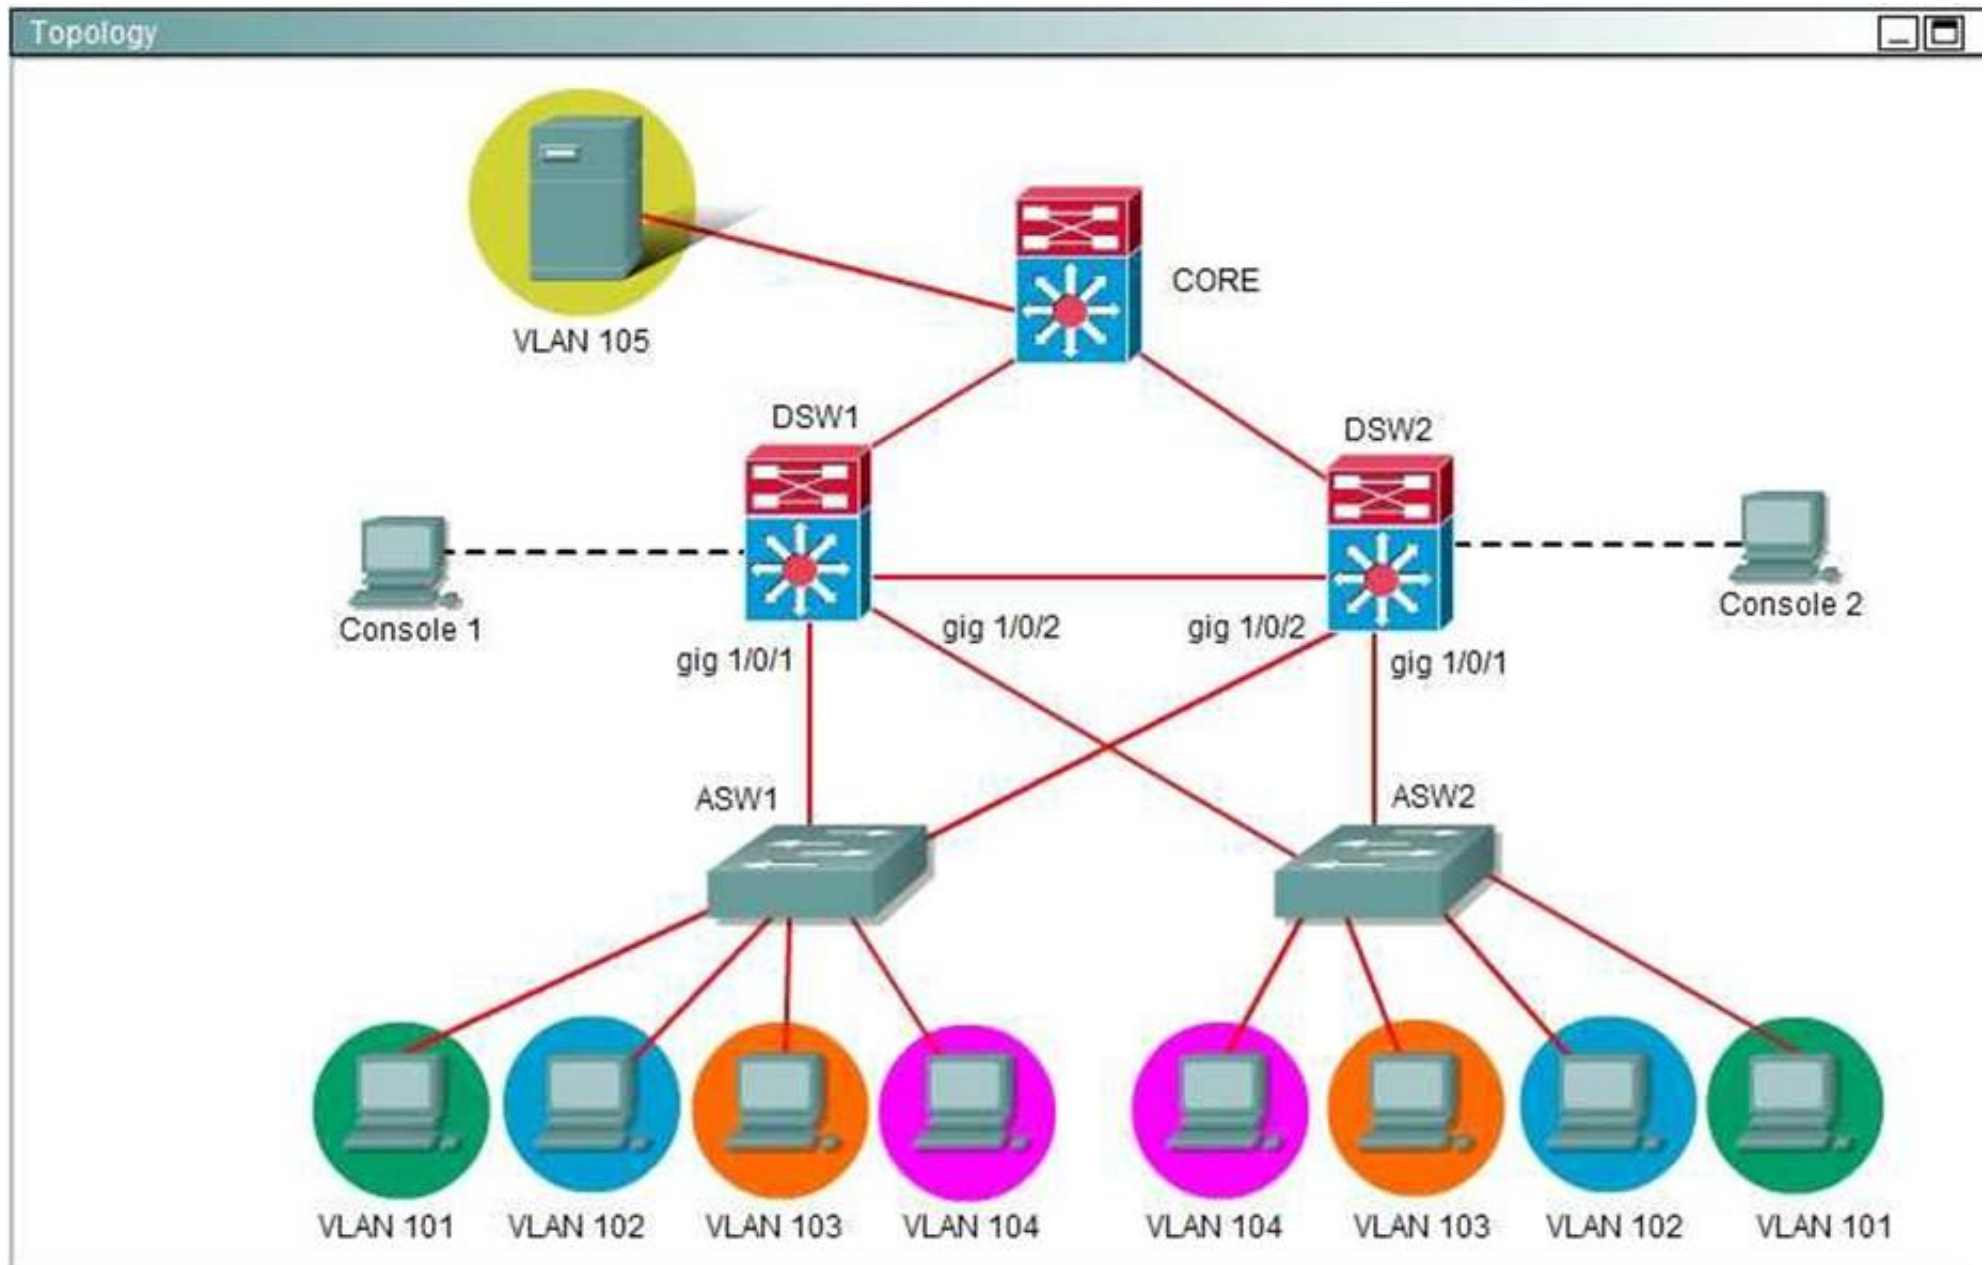 Topology
VLAN 105
CORE
DSW1
DSW2
Console 1
Console 2
gig 1/0/1
gig 1/0/2
gig 1/0/2
gig 1/0/1
ASW1
ASW2
VLAN 101
VLAN 102
VLAN 103
VLAN 104
VLAN 104
VLAN 103
VLAN 102
VLAN 101